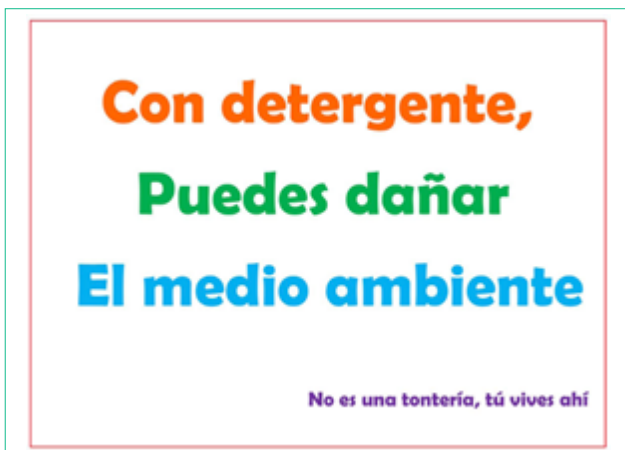 Con detergente,
Puedes dañar
El medio ambiente
No es una tontería, tú vives ahí